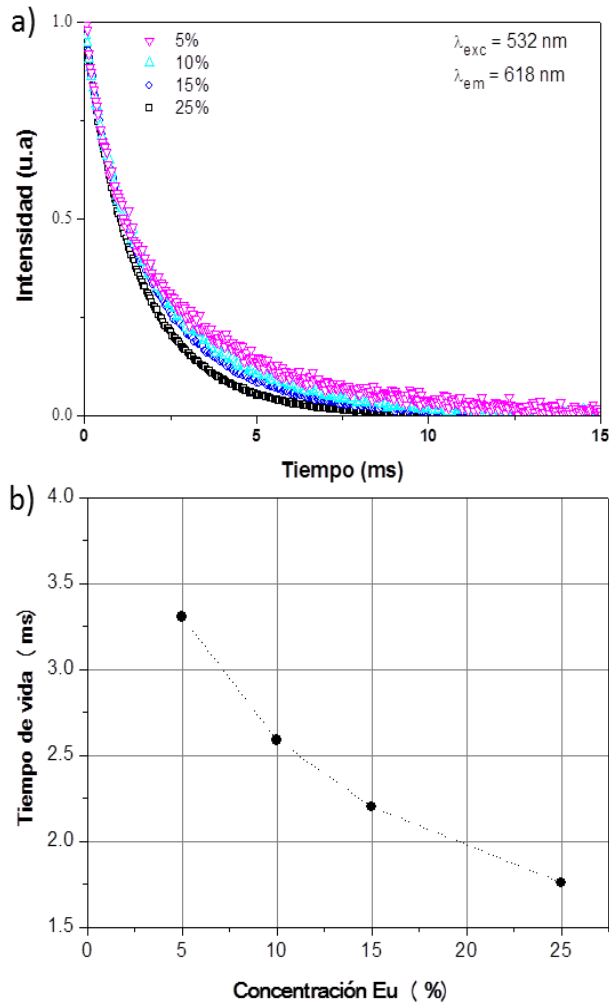 a)
5%
10%
15%
25%
λexc = 532 nm
λem = 618 nm
Intensidad (u.a)
1
0.5
0.0
0
5
10
15
Tiempo (ms)
b)
Tiempo de vida ( ms)
4.0
3.5
3.0
2.5
2.0
1.5
0
5
10
15
20
25
Concentración Eu ( %)